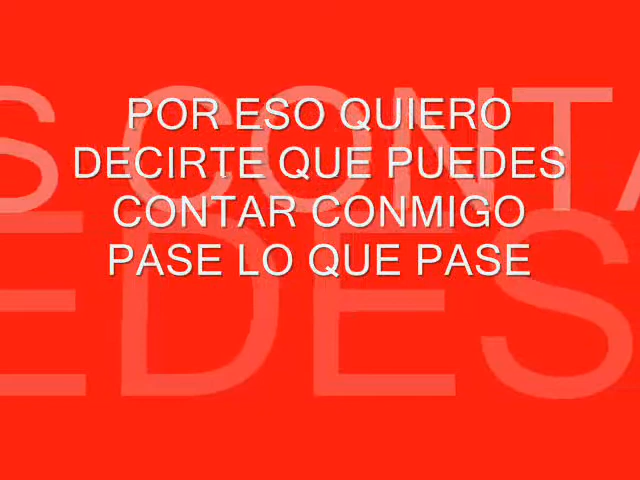 POR ESO QUIERO
DECIRTE QUE PUEDES
CONTAR CONMIGO
PASE LO QUE PASE